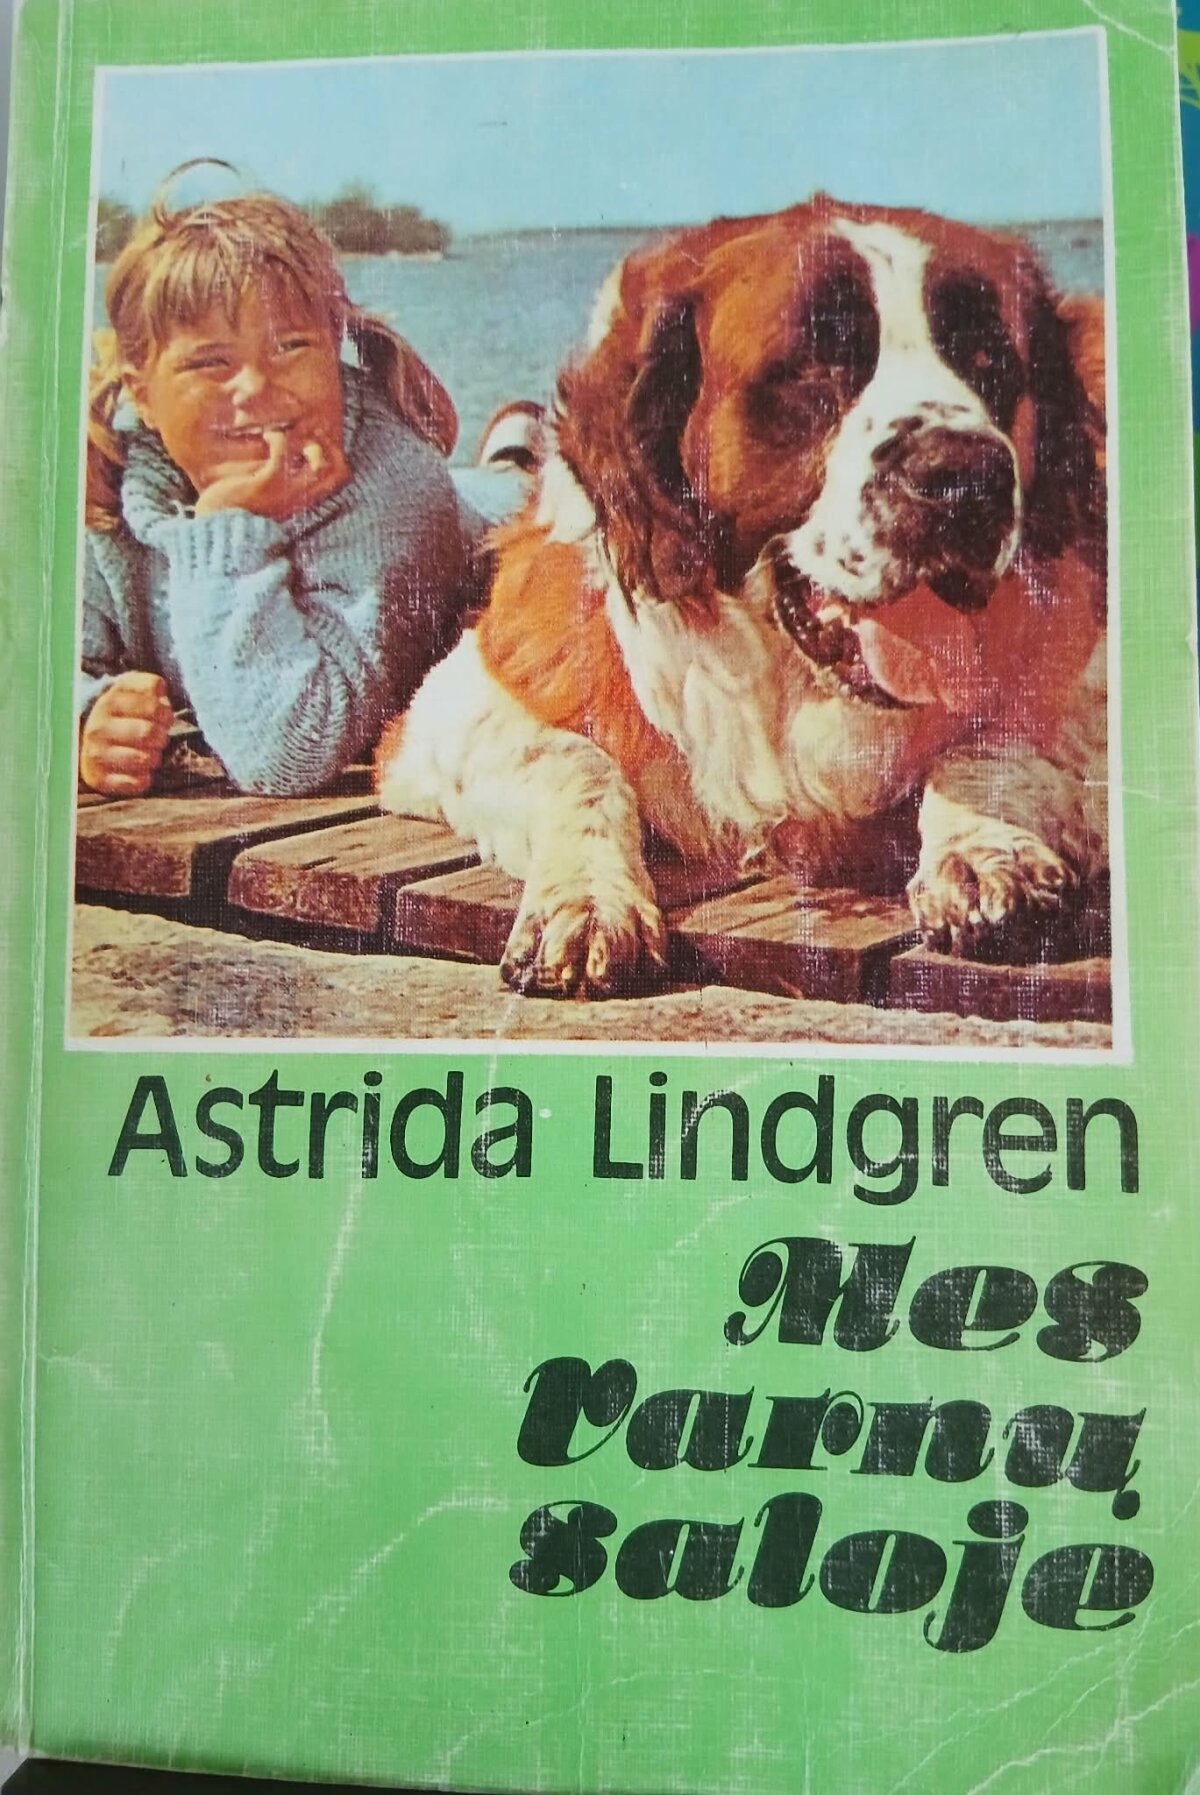 Astrida Lindgren
Mes
varnų
saloje